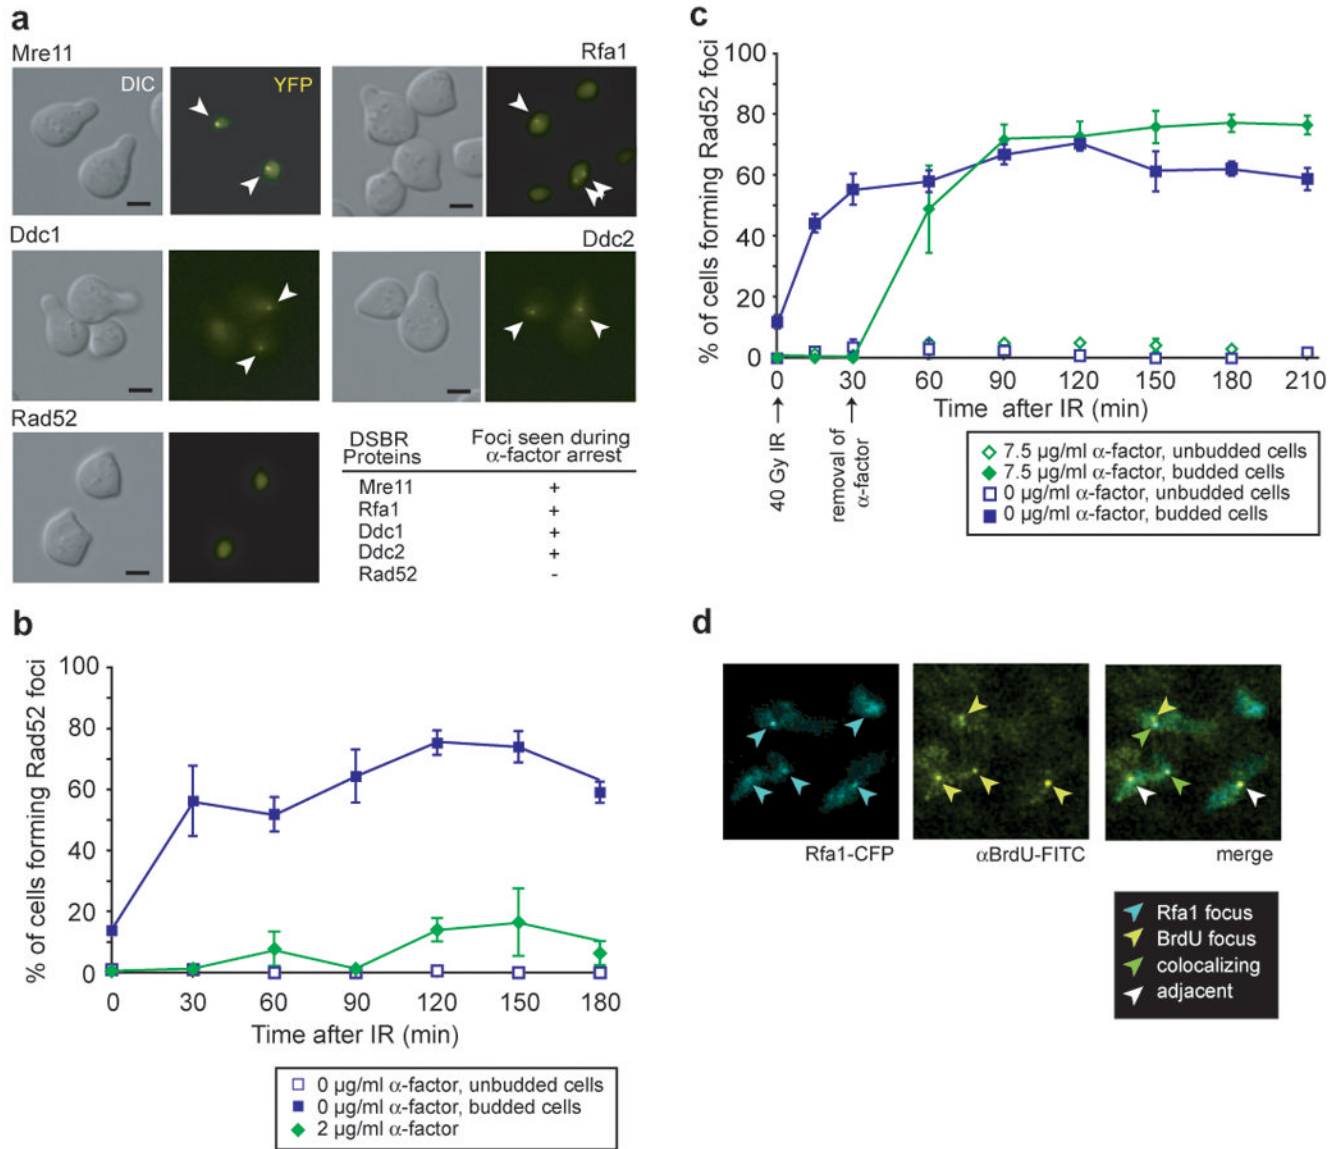 a
Mre11
Rfa1
DIC
YFP
Ddc1
Ddc2
Rad52
DSBR Proteins
Foci seen during α-factor arrest
Mre11 +
Rfa1 +
Ddc1 +
Ddc2 +
Rad52 -
b
% of cells forming Rad52 foci
100
80
60
40
20
0
0 30 60 90 120 150 180
Time after IR (min)
0 µg/ml α-factor, unbudded cells
0 µg/ml α-factor, budded cells
2 µg/ml α-factor
c
% of cells forming Rad52 foci
100
80
60
40
20
0
0 30 60 90 120 150 180 210
Time after IR (min)
40 Gy IR
removal of
α-factor
7.5 µg/ml α-factor, unbudded cells
7.5 µg/ml α-factor, budded cells
0 µg/ml α-factor, unbudded cells
0 µg/ml α-factor, budded cells
d
Rfa1-CFP
αBrdU-FITC
merge
Rfa1 focus
BrdU focus
colocalizing
adjacent